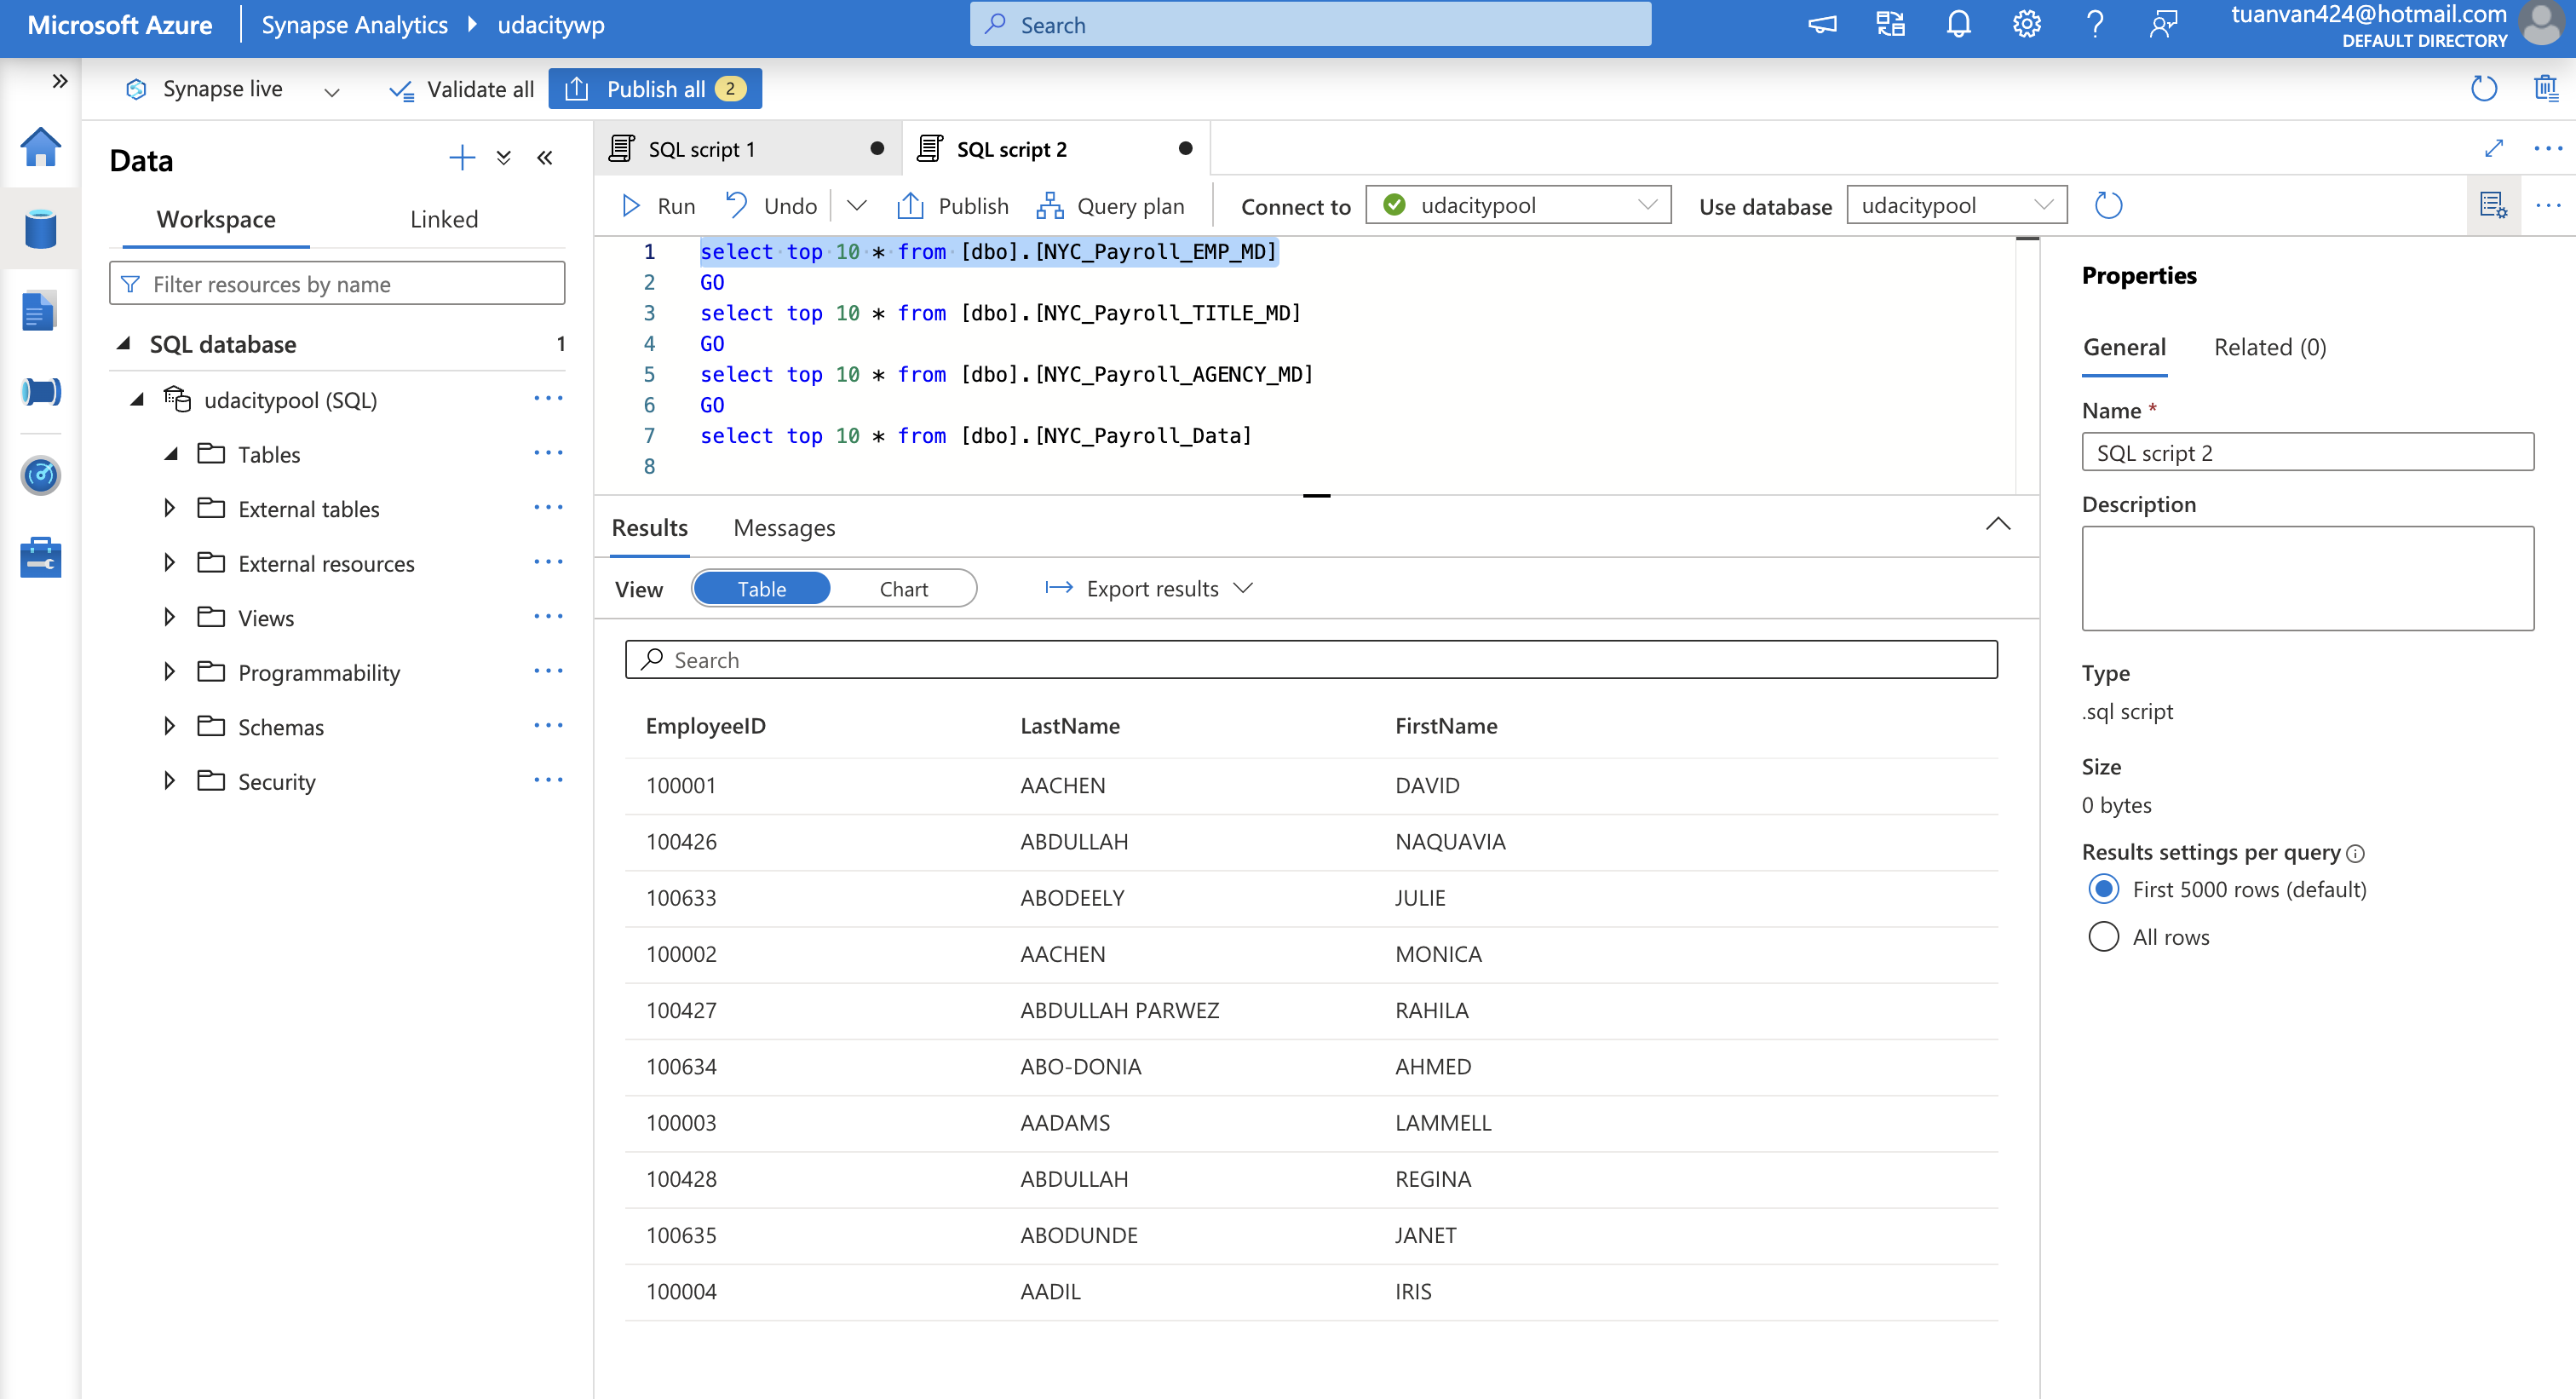 Microsoft Azure Synapse Analytics udacitywp Search tuanvan424@hotmail.com
DEFAULT DIRECTORY
Synapse live Validate all Publish all 2
Data
Workspace Linked
Filter resources by name
SQL database 1
udacitypool (SQL)
Tables
External tables
External resources
Views
Programmability
Schemas
Security
SQL script 1 SQL script 2
Run Undo Publish Query plan Connect to udacitypool Use database udacitypool
1 select top 10 * from [dbo].[NYC_Payroll_EMP_MD]
2 GO
3 select top 10 * from [dbo].[NYC_Payroll_TITLE_MD]
4 GO
5 select top 10 * from [dbo].[NYC_Payroll_AGENCY_MD]
6 GO
7 select top 10 * from [dbo].[NYC_Payroll_Data]
8
Results Messages
View Table Chart Export results
Search
EmployeeID LastName FirstName
100001 AACHEN DAVID
100426 ABDULLAH NAQUAVIA
100633 ABODEELY JULIE
100002 AACHEN MONICA
100427 ABDULLAH PARWEZ RAHILA
100634 ABO-DONIA AHMED
100003 AADAMS LAMMELL
100428 ABDULLAH REGINA
100635 ABODUNDE JANET
100004 AADIL IRIS
Properties
General Related (0)
Name *
SQL script 2
Description
Type
.sql script
Size
0 bytes
Results settings per query
First 5000 rows (default)
All rows